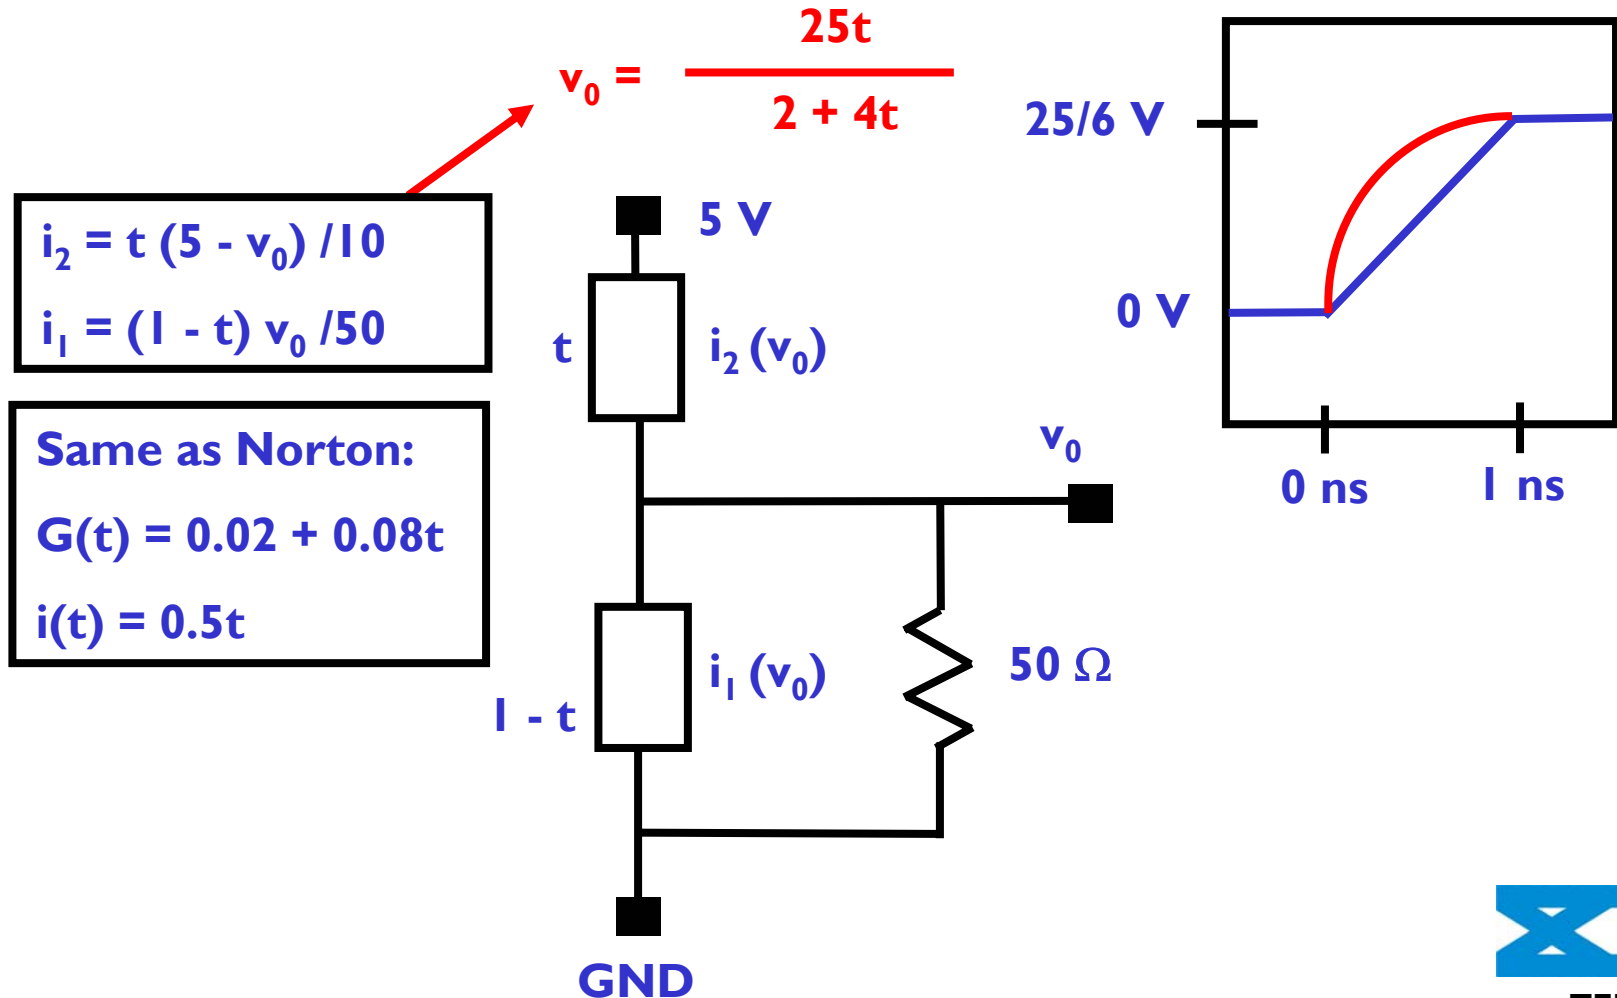 25t
v₀ =
2 + 4t
25/6 V
i₂ = t (5 - v₀) /10
i₁ = (1 - t) v₀ /50
5 V
t
i₂ (v₀)
0 V
0 ns
1 ns
Same as Norton:
G(t) = 0.02 + 0.08t
i(t) = 0.5t
v₀
1 - t
i₁ (v₀)
50 Ω
GND